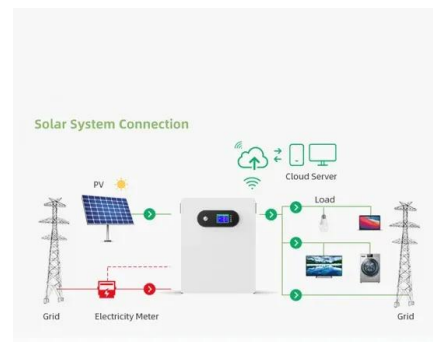 Solar System Connection
Cloud Server
PV
Load
Grid
Electricity Meter
Grid